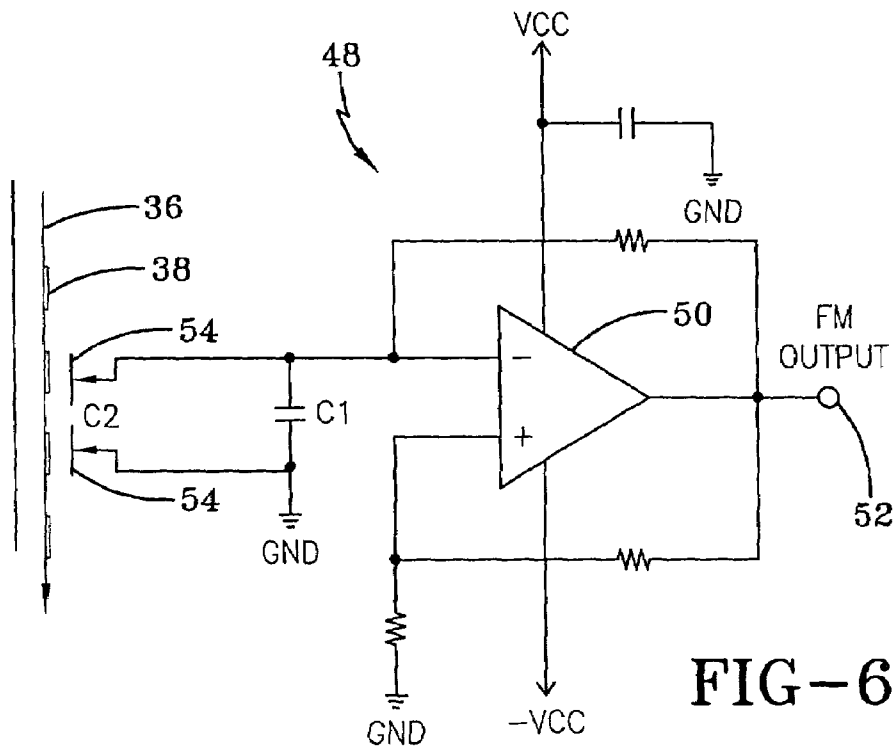 VCC
48
GND
36
38
54
50
FM
OUTPUT
C2
C1
−
+
54
GND
52
GND
−VCC
FIG−6